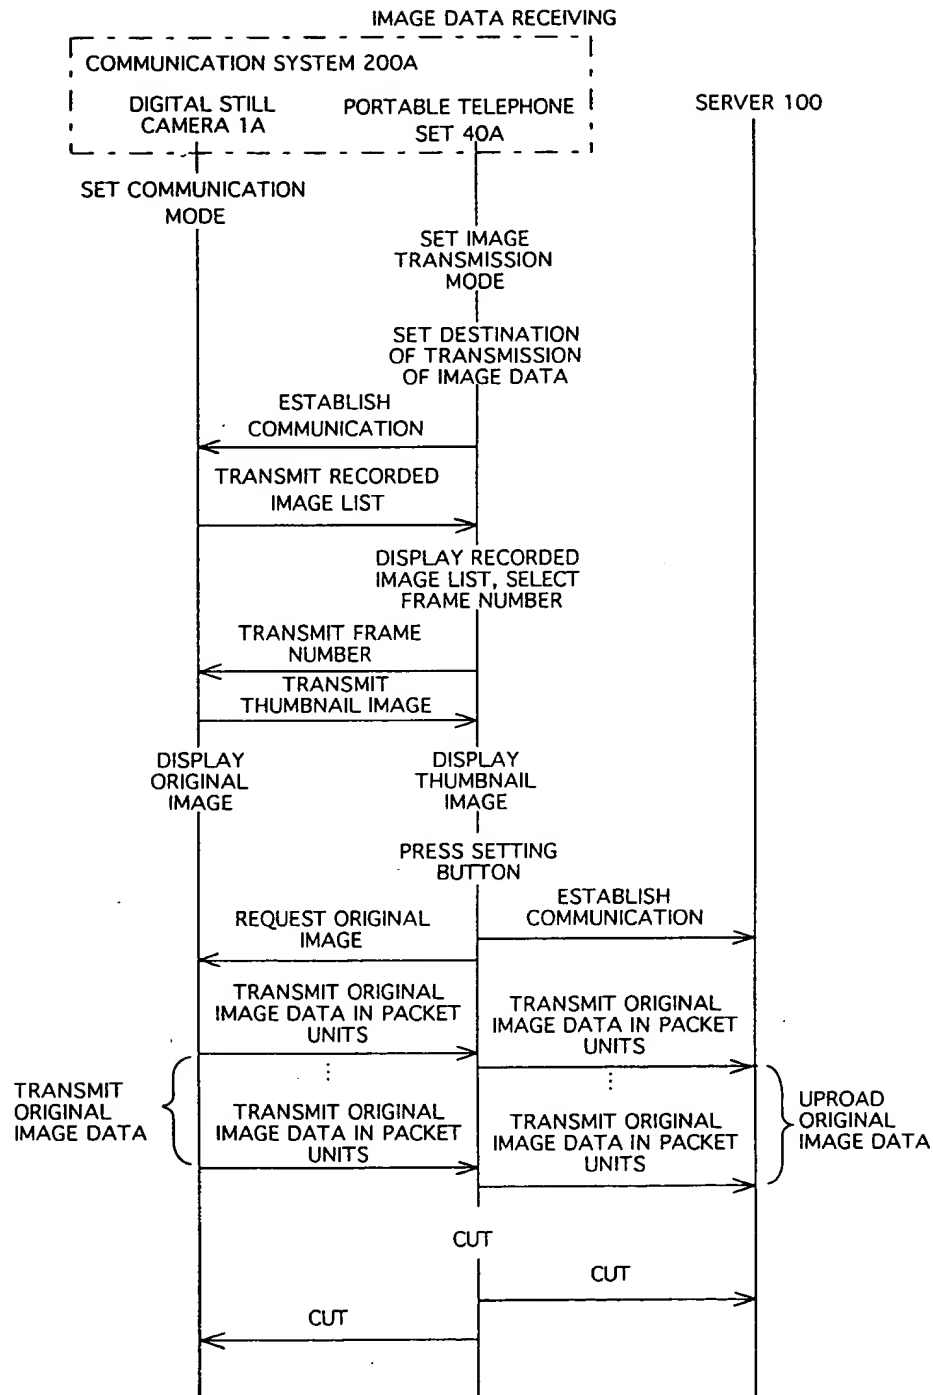 IMAGE DATA RECEIVING
COMMUNICATION SYSTEM 200A
DIGITAL STILL
CAMERA 1A
PORTABLE TELEPHONE
SET 40A
SERVER 100
SET COMMUNICATION
MODE
SET IMAGE
TRANSMISSION
MODE
SET DESTINATION
OF TRANSMISSION
OF IMAGE DATA
ESTABLISH
COMMUNICATION
TRANSMIT RECORDED
IMAGE LIST
DISPLAY RECORDED
IMAGE LIST, SELECT
FRAME NUMBER
TRANSMIT FRAME
NUMBER
TRANSMIT
THUMBNAIL IMAGE
DISPLAY
ORIGINAL
IMAGE
DISPLAY
THUMBNAIL
IMAGE
PRESS SETTING
BUTTON
ESTABLISH
COMMUNICATION
REQUEST ORIGINAL
IMAGE
TRANSMIT ORIGINAL
IMAGE DATA IN PACKET
UNITS
TRANSMIT ORIGINAL
IMAGE DATA IN PACKET
UNITS
TRANSMIT
ORIGINAL
IMAGE DATA
TRANSMIT ORIGINAL
IMAGE DATA IN PACKET
UNITS
TRANSMIT ORIGINAL
IMAGE DATA IN PACKET
UNITS
UPROAD
ORIGINAL
IMAGE DATA
CUT
CUT
CUT